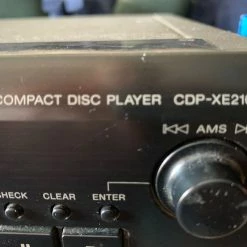 COMPACT DISC PLAYER CDP-XE210
⏮ AMS ⏭
CHECK CLEAR ENTER